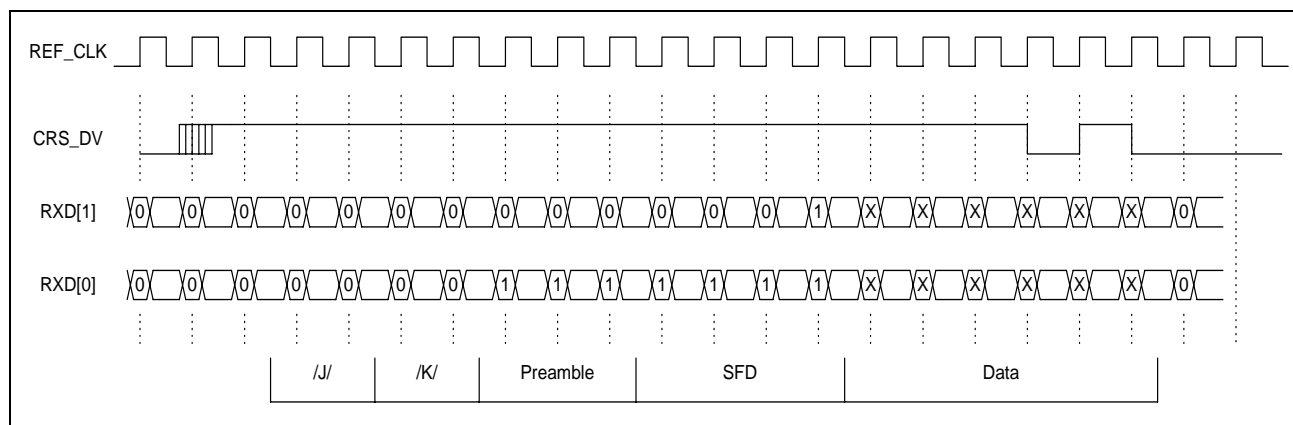 REF_CLK
CRS_DV
RXD[1] 0 0 0 0 0 0 0 0 0 0 0 0 0 1 X X X X X X 0
RXD[0] 0 0 0 0 0 0 0 1 1 1 1 1 1 1 X X X X X X 0
/J/ /K/ Preamble SFD Data